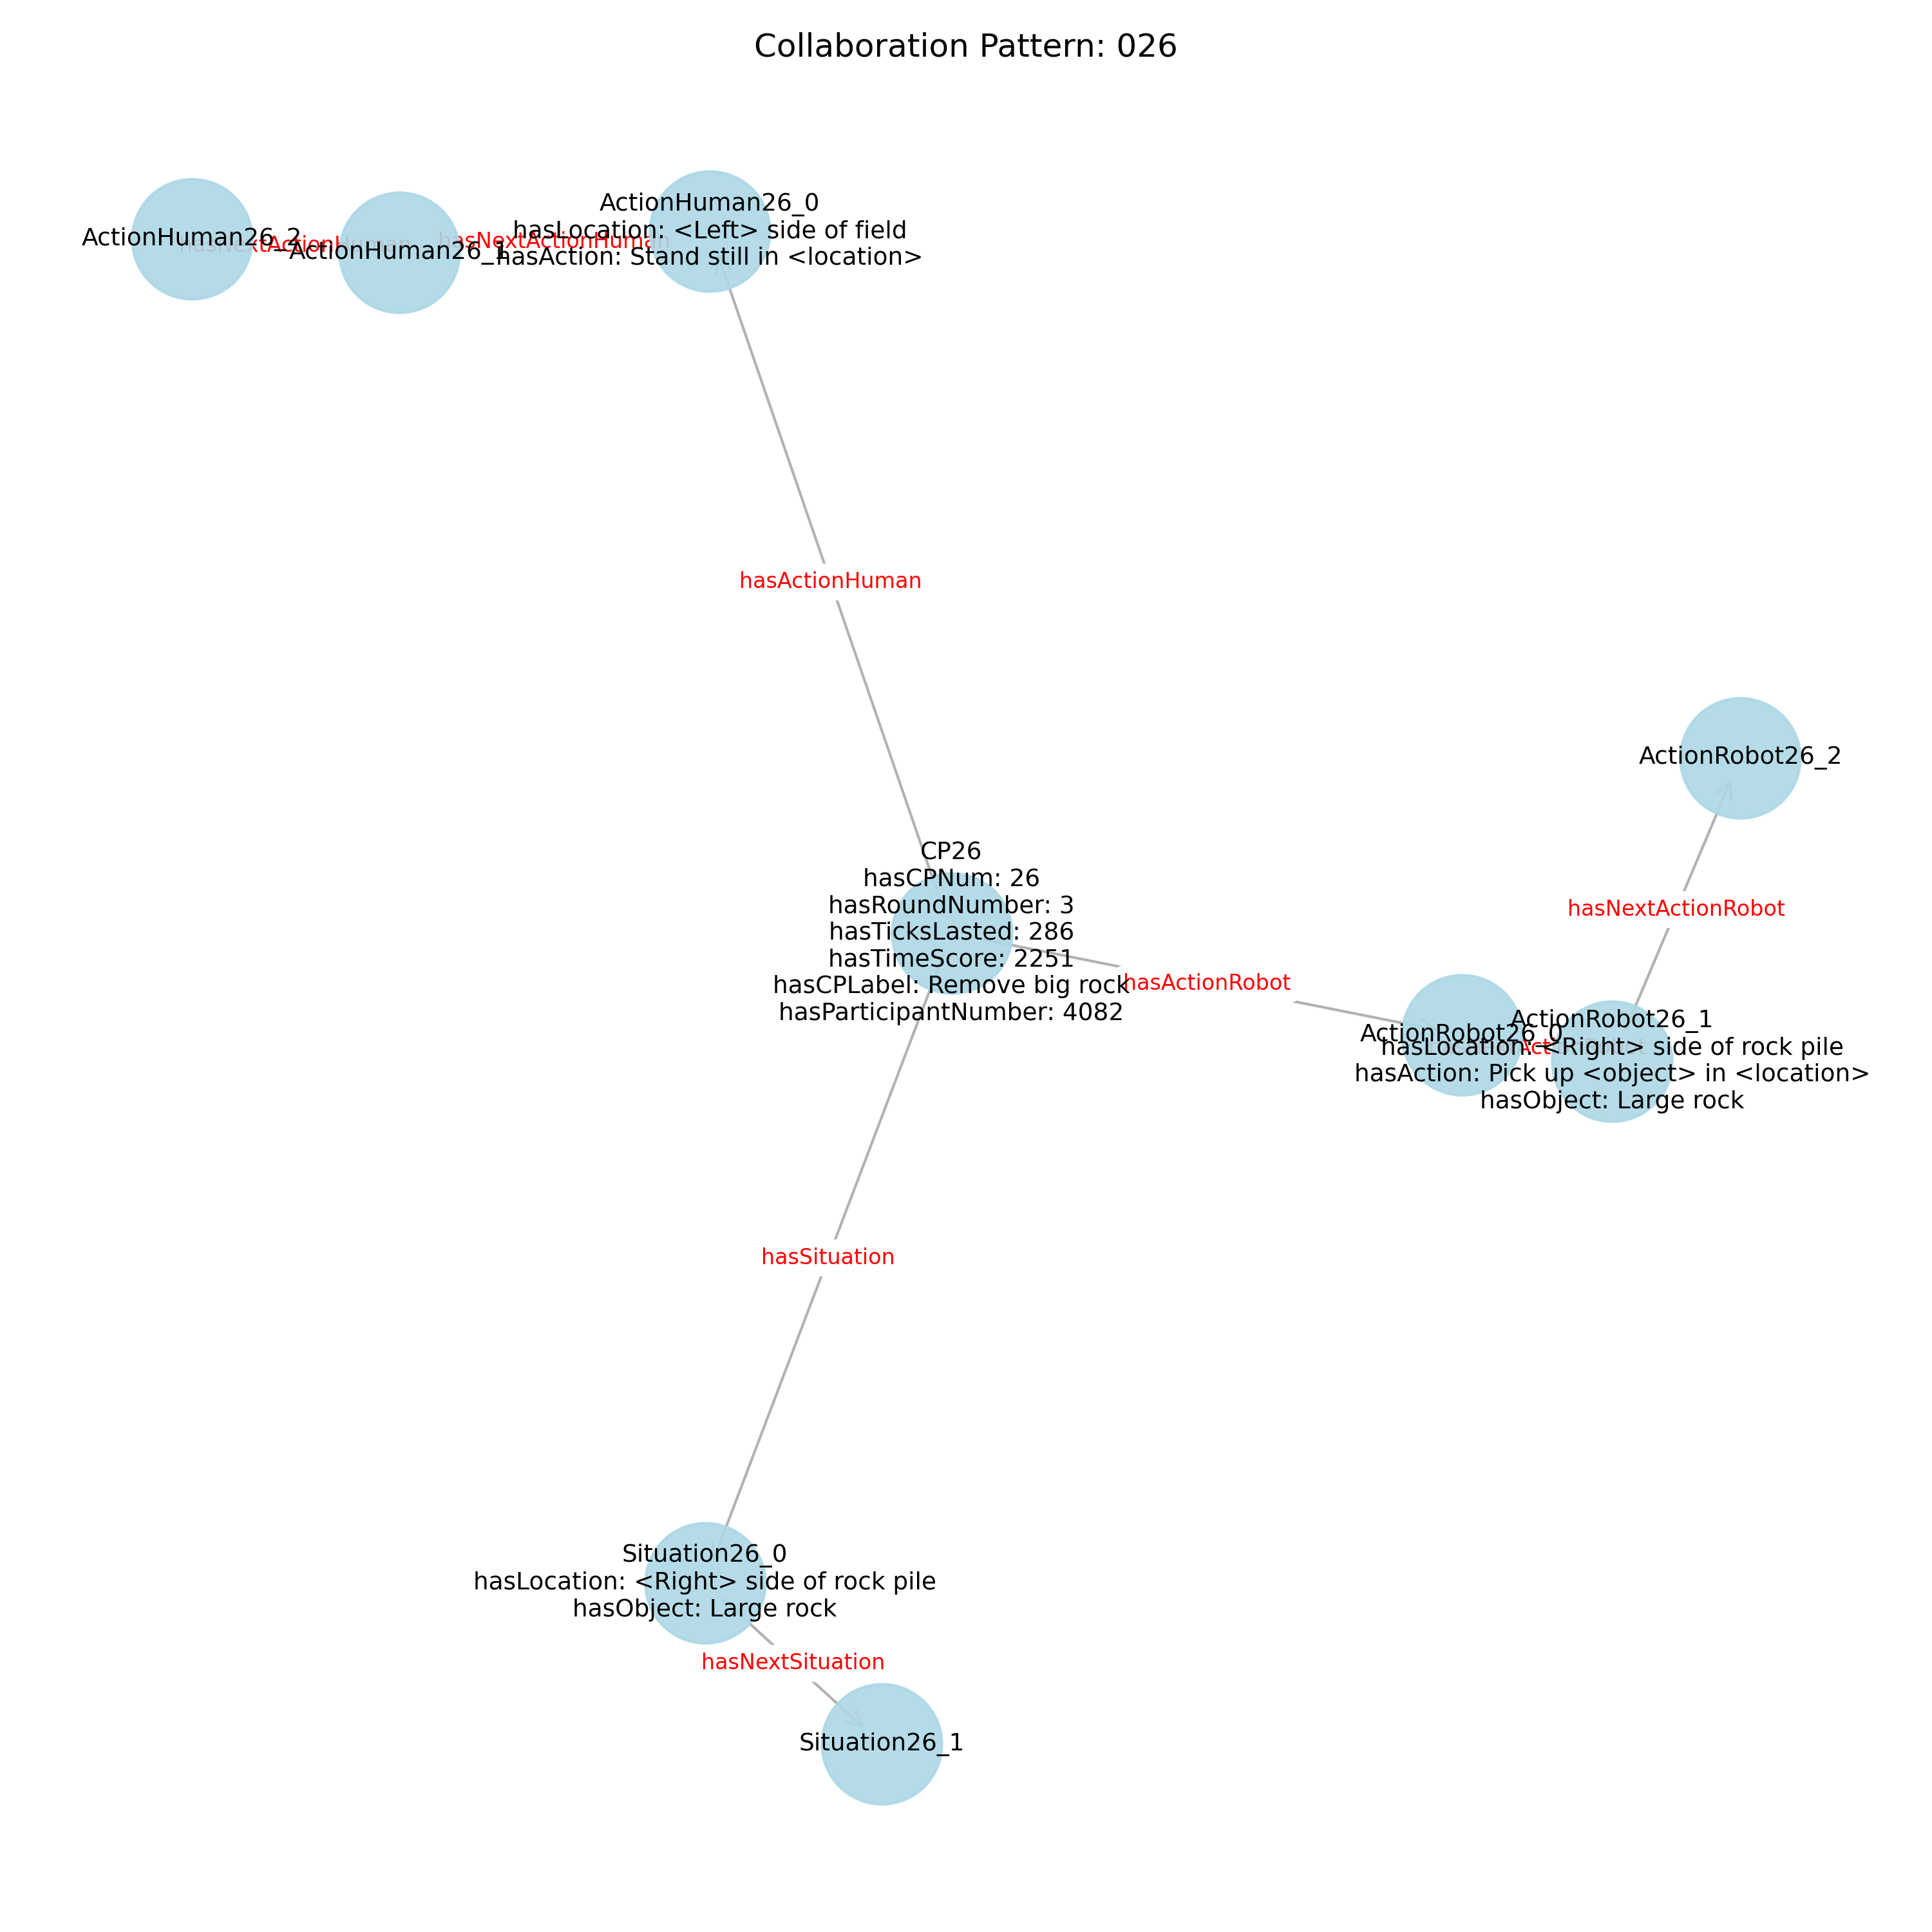 Collaboration Pattern: 026
ActionHuman26_0
hasLocation: <Left> side of field
hasAction: Stand still in <location>
ActionHuman26_2
hasNextActionHuman
ActionHuman26_1
hasNextActionHuman
hasActionHuman
ActionRobot26_2
hasNextActionRobot
CP26
hasCPNum: 26
hasRoundNumber: 3
hasTicksLasted: 286
hasTimeScore: 2251
hasCPLabel: Remove big rock
hasParticipantNumber: 4082
hasActionRobot
ActionRobot26_0
ActionRobot26_1
hasLocation: <Right> side of rock pile
hasAction: Pick up <object> in <location>
hasObject: Large rock
hasSituation
Situation26_0
hasLocation: <Right> side of rock pile
hasObject: Large rock
hasNextSituation
Situation26_1